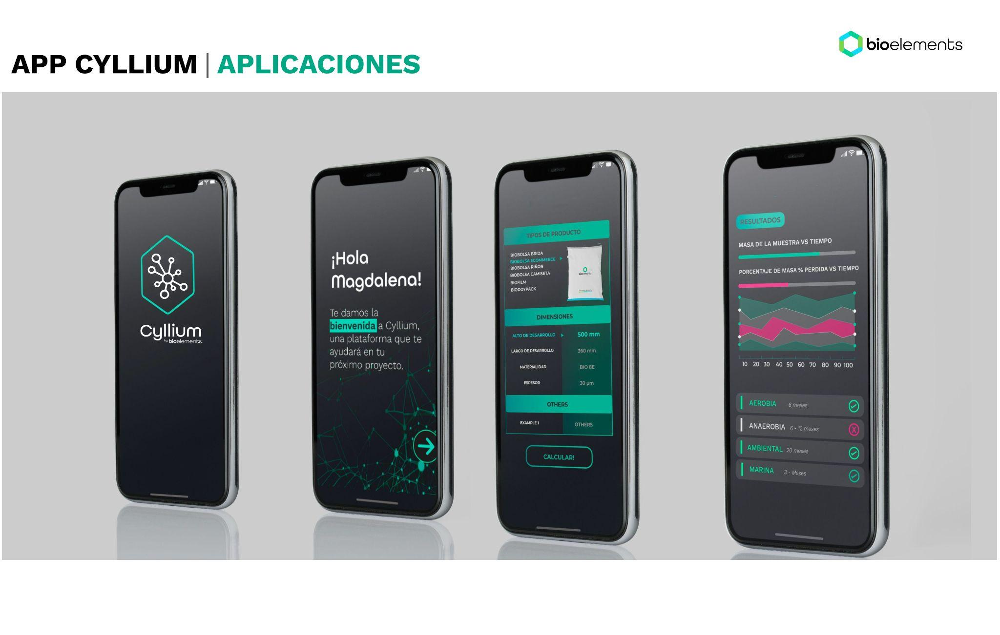 APP CYLLIUM | APLICACIONES
bioelements
Cyllium
by bioelements
¡Hola
Magdalena!
Te damos la
bienvenida a Cyllium,
una plataforma que te
ayudará en tu
próximo proyecto.
TIPOS DE PRODUCTO
BIOBOLSA BRIDA
BIOBOLSA ECOMMERCE
BIOBOLSA RIÑON
BIOBOLSA CAMISETA
BIOFILM
BIODOYPACK
bioelements
DIMENSIONES
ALTO DE DESARROLLO 500 mm
LARGO DE DESARROLLO 360 mm
MATERIALIDAD BIO 8E
ESPESOR 30 µm
OTHERS
EXAMPLE 1 OTHERS
CALCULAR!
RESULTADOS
MASA DE LA MUESTRA VS TIEMPO
PORCENTAJE DE MASA % PERDIDA VS TIEMPO
10 20 30 40 50 60 70 80 90 100
AEROBIA 6 meses
ANAEROBIA 6 - 12 meses
AMBIENTAL 20 meses
MARINA 3 - Meses